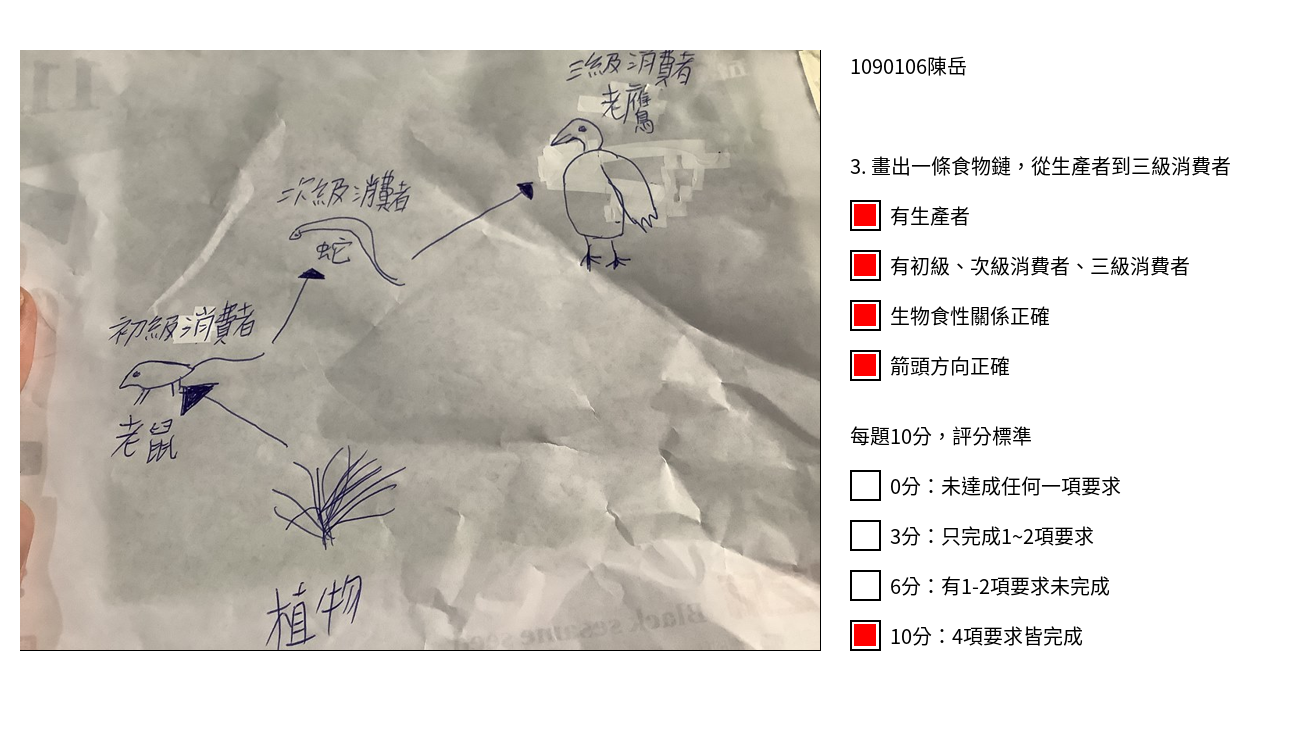 三級消費者
老鷹
次級消費者
蛇
初級消費者
老鼠
植物
Black sesame
1090106陳岳
3. 畫出一條食物鏈，從生產者到三級消費者
有生產者
有初級、次級消費者、三級消費者
生物食性關係正確
箭頭方向正確
每題10分，評分標準
0分：未達成任何一項要求
3分：只完成1~2項要求
6分：有1-2項要求未完成
10分：4項要求皆完成